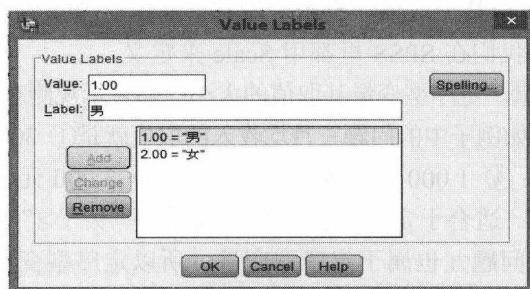 Value Labels
Value Labels
Value: 1.00
Spelling...
Label: 男
1.00 = "男"
2.00 = "女"
Add
Change
Remove
OK Cancel Help